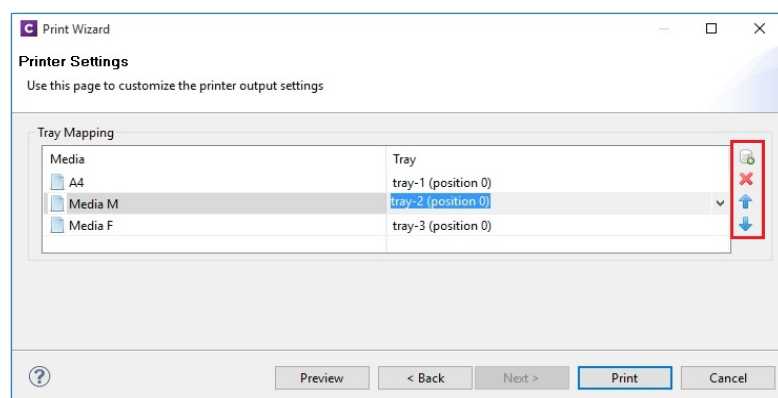 C Print Wizard
Printer Settings
Use this page to customize the printer output settings
Tray Mapping
Media Tray
A4 tray-1 (position 0)
Media M tray-2 (position 0)
Media F tray-3 (position 0)
? Preview < Back Next > Print Cancel